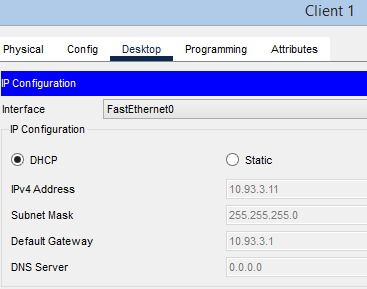 Client 1
Physical Config Desktop Programming Attributes
IP Configuration
Interface FastEthernet0
IP Configuration
DHCP Static
IPv4 Address 10.93.3.11
Subnet Mask 255.255.255.0
Default Gateway 10.93.3.1
DNS Server 0.0.0.0